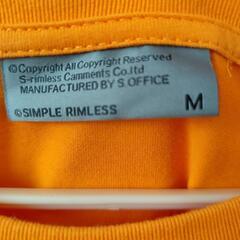 ©Copyright All Copyright Reserved
S-rimless Camments Co.ltd
MANUFACTURED BY S.OFFICE
©SIMPLE RIMLESS
M